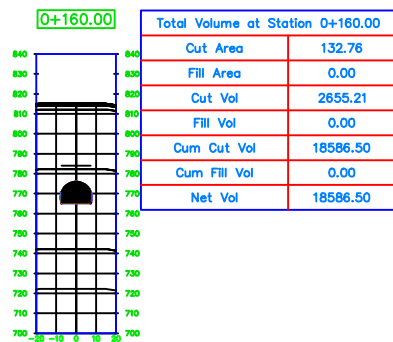 0+160.00
Total Volume at Station 0+160.00
Cut Area 132.76
Fill Area 0.00
Cut Vol 2655.21
Fill Vol 0.00
Cum Cut Vol 18586.50
Cum Fill Vol 0.00
Net Vol 18586.50
840 840
830 830
820 820
810 810
800 800
790 790
780 780
770 770
760 760
750 750
740 740
730 730
720 720
710 710
700 700
-20 -10 0 10 20